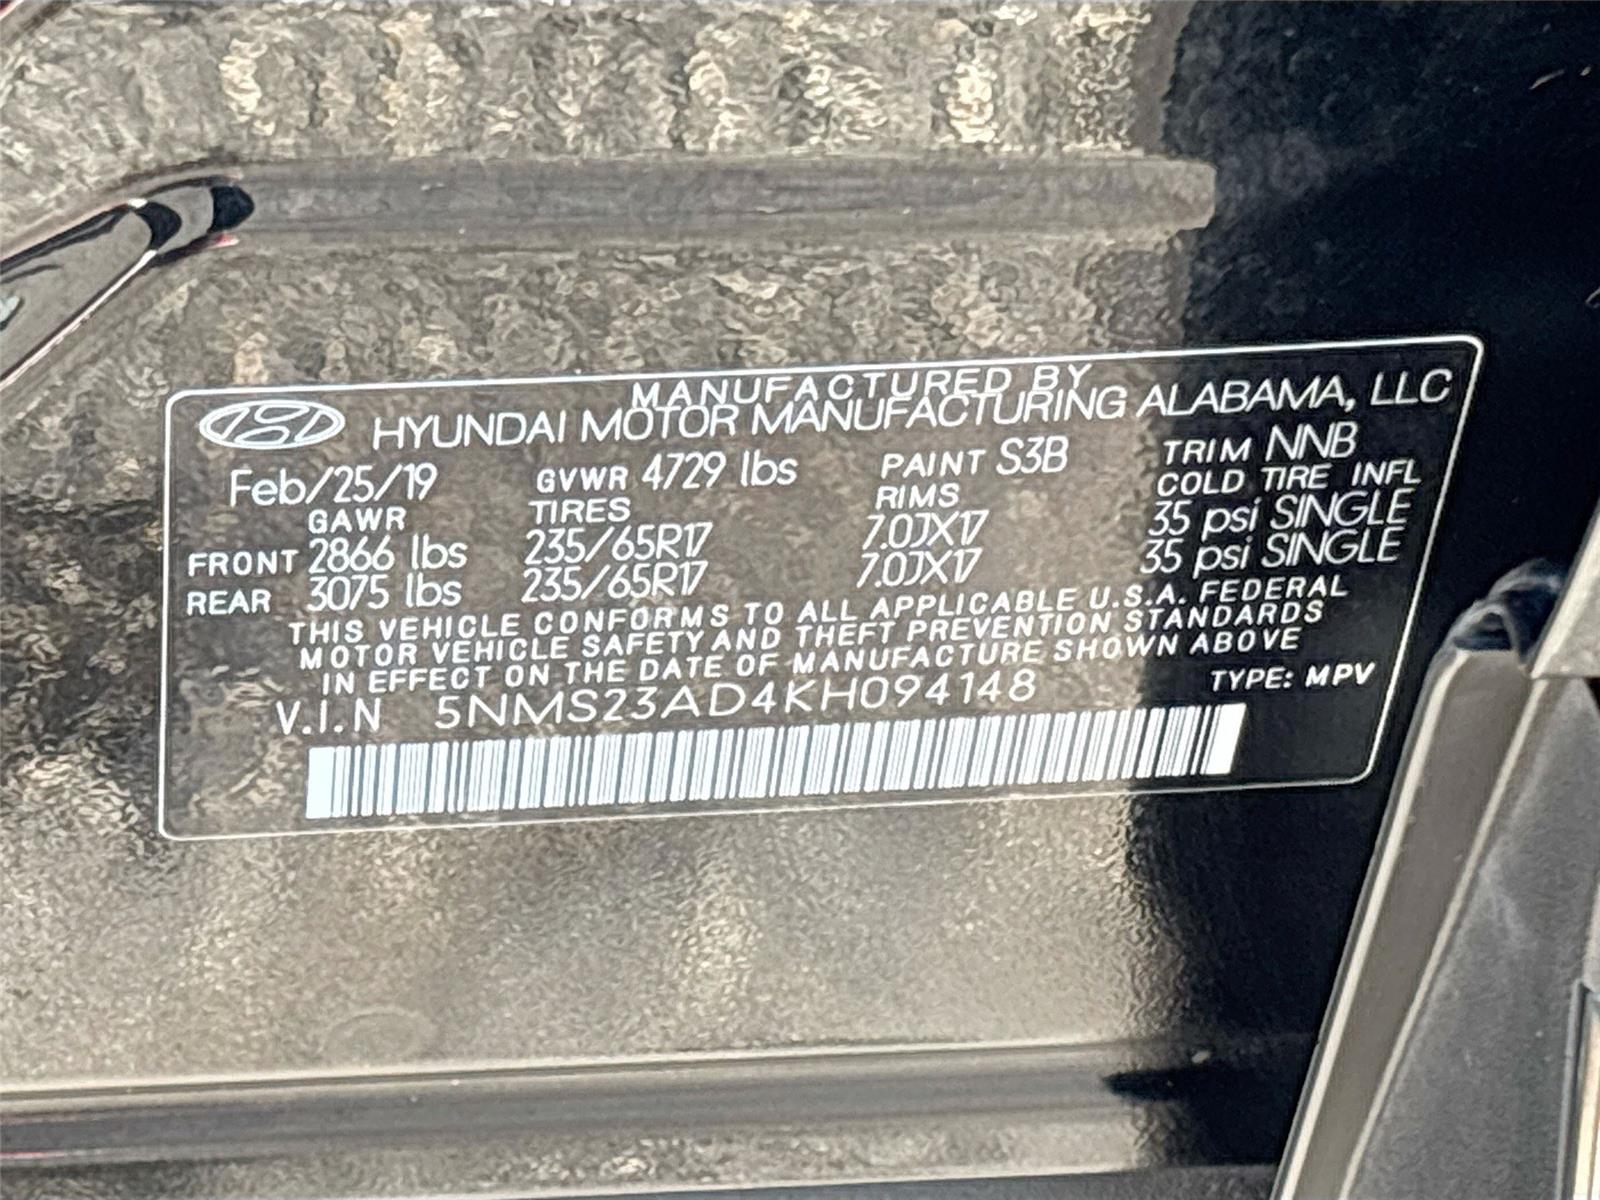 MANUFACTURED BY
HYUNDAI MOTOR MANUFACTURING ALABAMA, LLC
Feb/25/19 GVWR 4729 lbs PAINT S3B TRIM NNB
GAWR TIRES RIMS COLD TIRE INFL
FRONT 2866 lbs 235/65R17 7.0JX17 35 psi SINGLE
REAR 3075 lbs 235/65R17 7.0JX17 35 psi SINGLE
THIS VEHICLE CONFORMS TO ALL APPLICABLE U.S.A. FEDERAL
MOTOR VEHICLE SAFETY AND THEFT PREVENTION STANDARDS
IN EFFECT ON THE DATE OF MANUFACTURE SHOWN ABOVE
V.I.N 5NMS23AD4KH094148 TYPE: MPV